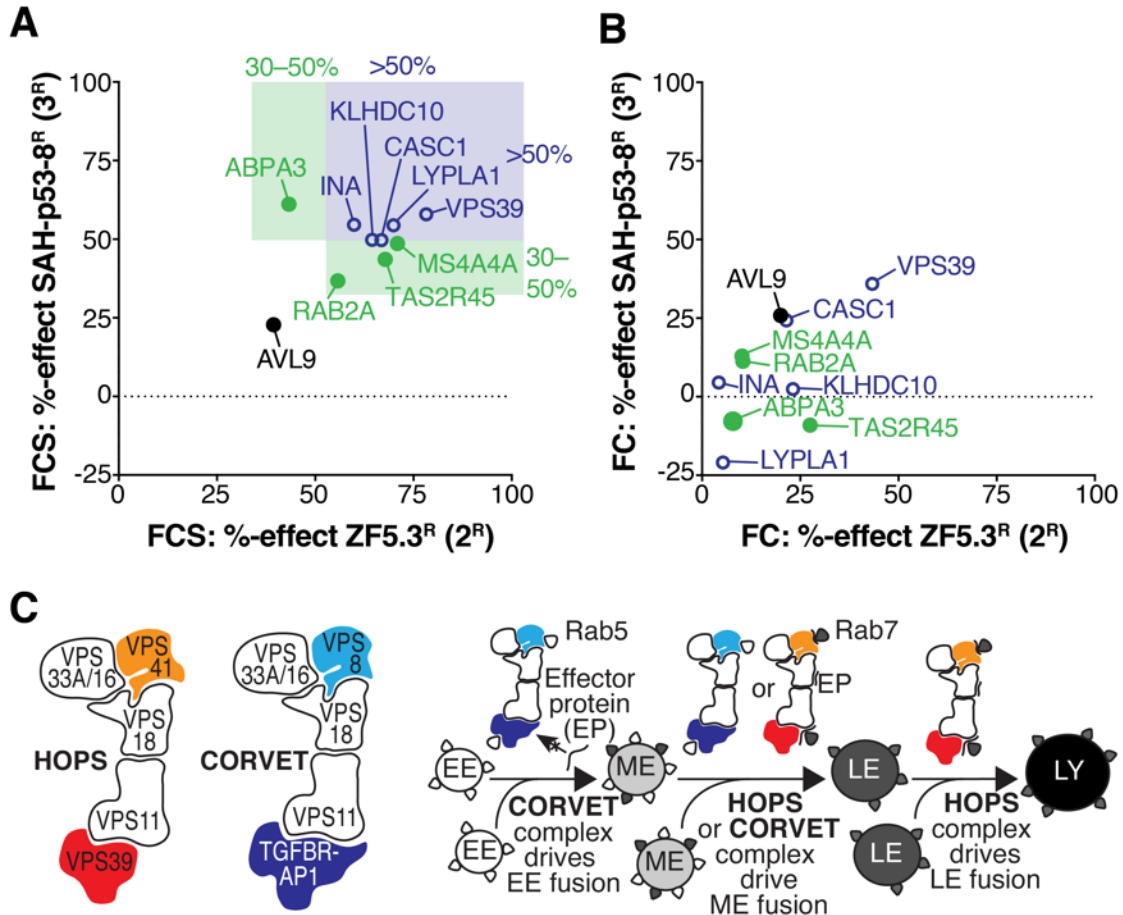 A
30–50%
>50%
FCS: %-effect SAH-p53-8ᴿ (3ᴿ)
100
75
50
25
0
-25
KLHDC10
CASC1
ABPA3
>50%
INA
LYPLA1
VPS39
MS4A4A
30–
50%
TAS2R45
RAB2A
AVL9
0
25
50
75
100
FCS: %-effect ZF5.3ᴿ (2ᴿ)
B
FC: %-effect SAH-p53-8ᴿ (3ᴿ)
100
75
50
25
0
-25
VPS39
AVL9
CASC1
MS4A4A
RAB2A
INA
KLHDC10
ABPA3
TAS2R45
LYPLA1
0
25
50
75
100
FC: %-effect ZF5.3ᴿ (2ᴿ)
C
VPS
33A/16
VPS
41
VPS
18
HOPS
VPS11
VPS39
VPS
33A/16
VPS
8
VPS
18
CORVET
VPS11
TGFBR-
AP1
Rab5
Effector
protein
(EP)
EE
EE
CORVET
complex
drives
EE fusion
ME
ME
or
Rab7
EP
HOPS
or CORVET
complex
drive
ME fusion
LE
LE
HOPS
complex
drives
LE fusion
LY